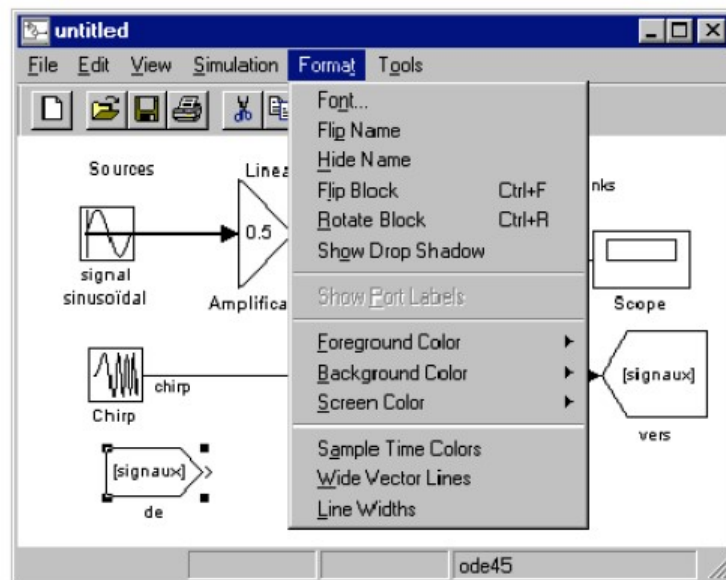 untitled
File Edit View Simulation Format Tools
Font...
Flip Name
Hide Name
Flip Block Ctrl+F
Rotate Block Ctrl+R
Show Drop Shadow
Show Port Labels
Foreground Color
Background Color
Screen Color
Sample Time Colors
Wide Vector Lines
Line Widths
Sources
Linea
nks
0.5
signal
sinusoïdal
Amplifica
Scope
chirp
Chirp
[signaux]
vers
[signaux]
de
ode45